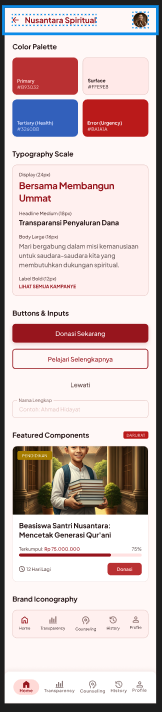 Nusantara Spiritual
Color Palette
Primary
Surface
#FFE9E8
Tertiary (Health)
Error (Urgency)
#BA1A1A
Typography Scale
Display (24px)
Bersama Membangun
Ummat
Headline Medium (18px)
Transparansi Penyaluran Dana
Body Large (16px)
Mari bergabung dalam misi kemanusiaan
untuk saudara-saudara kita yang
membutuhkan dukungan spiritual.
Label Bold (12px)
LIHAT SEMUA KAMPANYE
Buttons & Inputs
Donasi Sekarang
Pelajari Selengkapnya
Lewati
Nama Lengkap
Contoh: Ahmad Hidayat
Featured Components
PENDIDIKAN
Beasiswa Santri Nusantara:
Mencetak Generasi Qur'ani
Terkumpul: Rp 75.000.000
75%
12 Hari lagi
Donasi
Brand Iconography
Home
Transparency
Counseling
History
Profile
Home
Transparency
Counseling
History
Profile